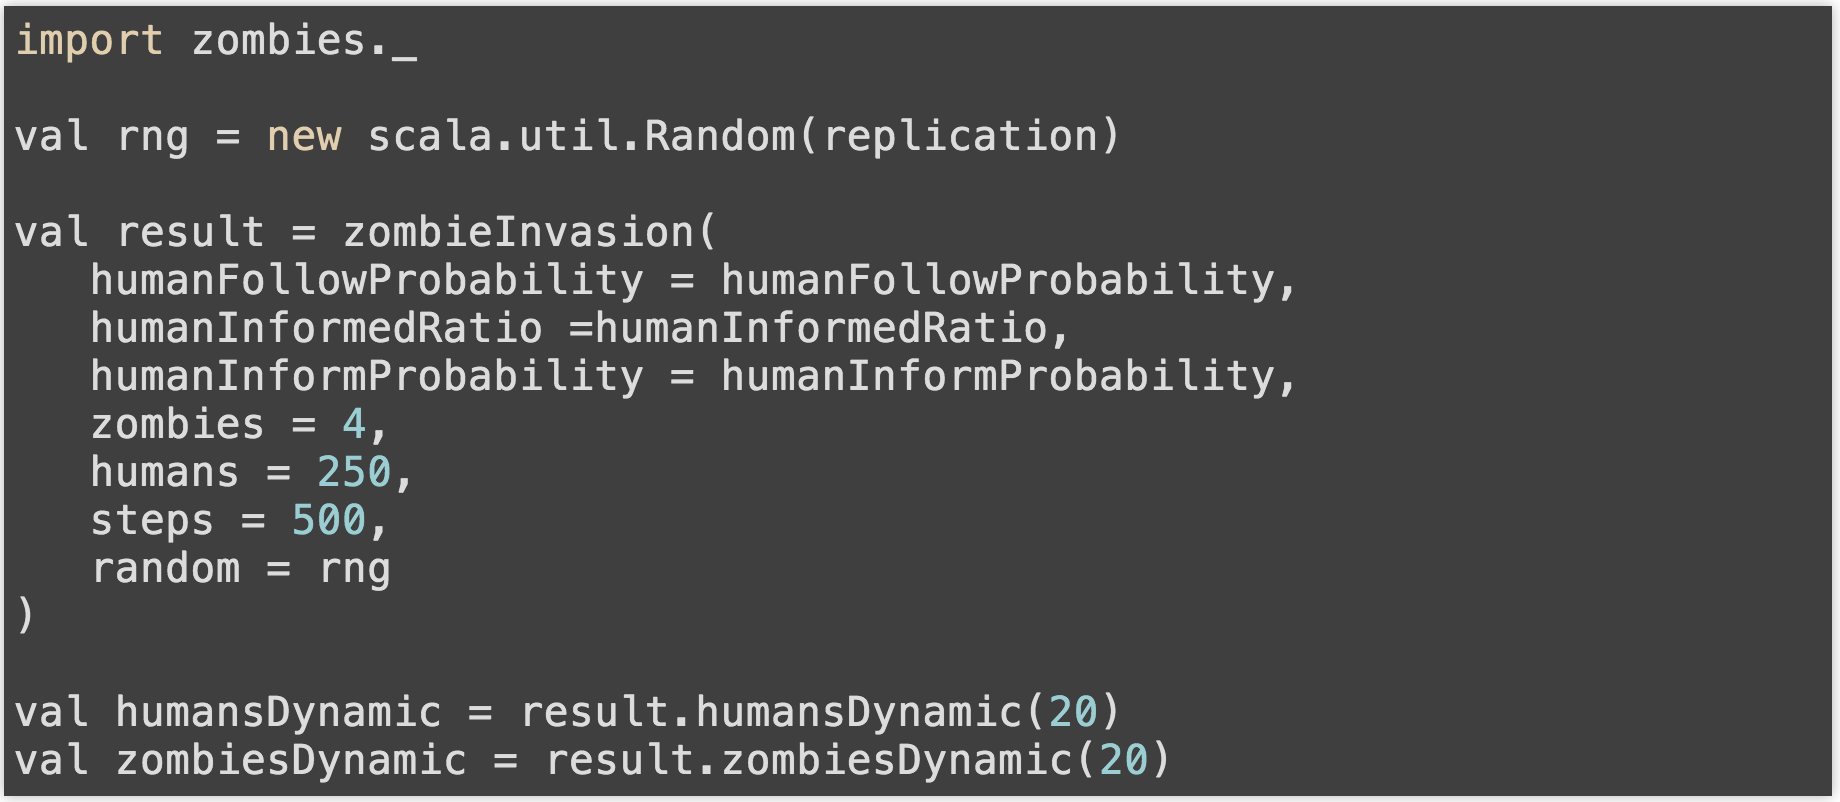 import zombies._
val rng = new scala.util.Random(replication)
val result = zombieInvasion(
   humanFollowProbability = humanFollowProbability,
   humanInformedRatio =humanInformedRatio,
   humanInformProbability = humanInformProbability,
   zombies = 4,
   humans = 250,
   steps = 500,
   random = rng
)
val humansDynamic = result.humansDynamic(20)
val zombiesDynamic = result.zombiesDynamic(20)